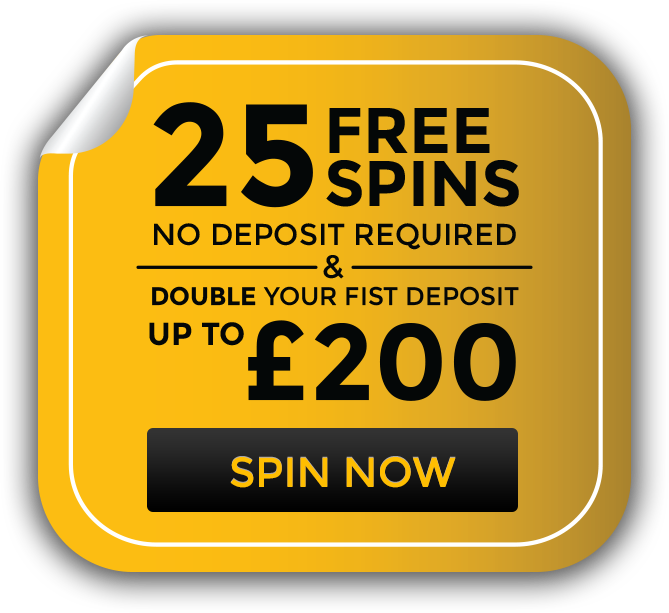 25 FREE
SPINS
NO DEPOSIT REQUIRED
&
DOUBLE YOUR FIST DEPOSIT
UP TO £200
SPIN NOW